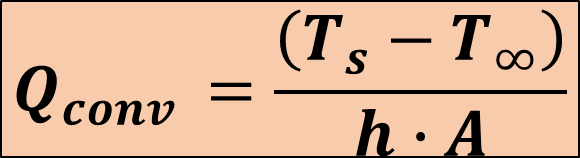 Q_conv = (T_s − T_∞) / h · A